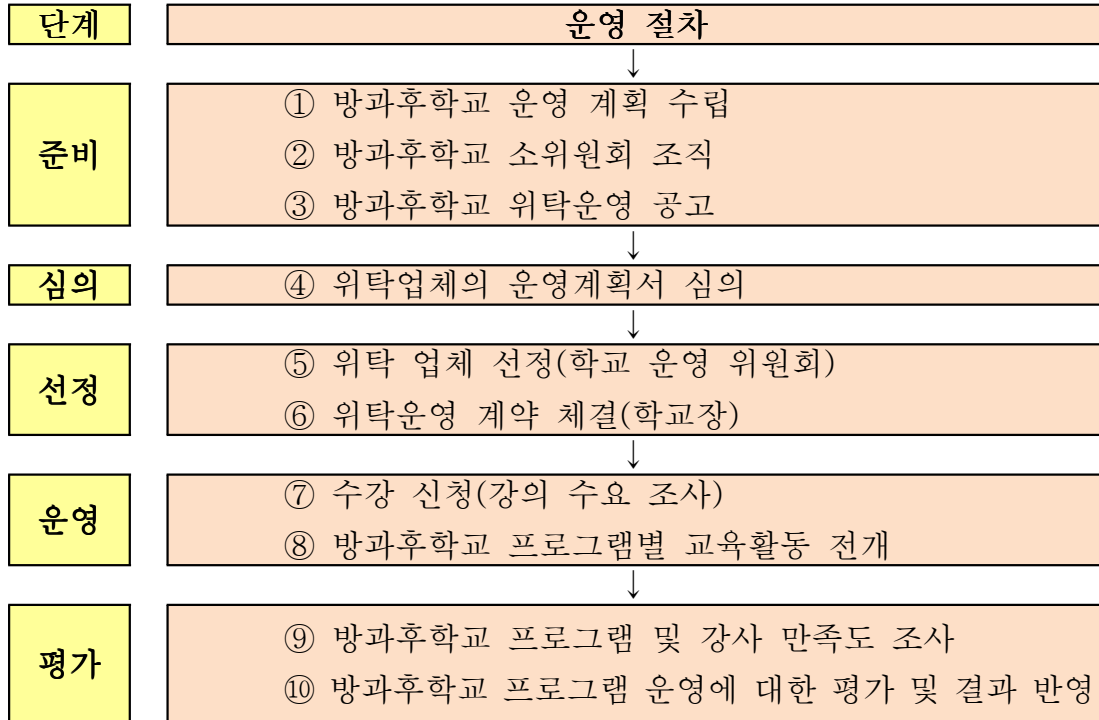 단계
운영 절차
↓
준비
① 방과후학교 운영 계획 수립
② 방과후학교 소위원회 조직
③ 방과후학교 위탁운영 공고
↓
심의
④ 위탁업체의 운영계획서 심의
↓
선정
⑤ 위탁 업체 선정(학교 운영 위원회)
⑥ 위탁운영 계약 체결(학교장)
↓
운영
⑦ 수강 신청(강의 수요 조사)
⑧ 방과후학교 프로그램별 교육활동 전개
↓
평가
⑨ 방과후학교 프로그램 및 강사 만족도 조사
⑩ 방과후학교 프로그램 운영에 대한 평가 및 결과 반영